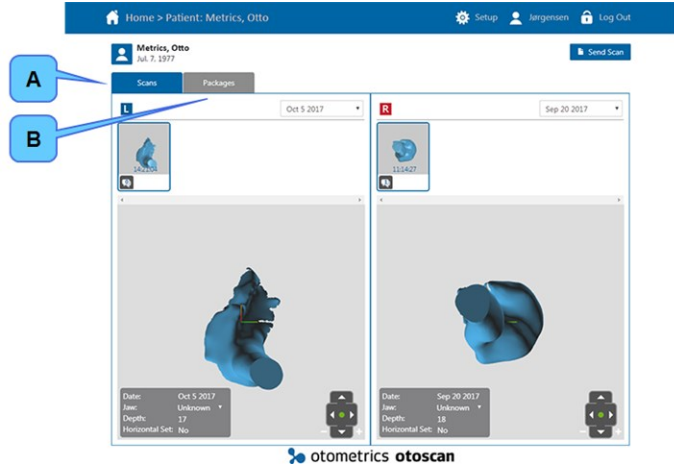 Home > Patient: Metrics, Otto
Setup
Jørgensen
Log Out
Metrics, Otto
Jul. 7. 1977
Send Scan
A
Scans
Packages
B
L
Oct 5 2017
R
Sep 20 2017
14:21:04
11:14:27
Date: Oct 5 2017
Jaw: Unknown
Depth: 17
Horizontal Set: No
Date: Sep 20 2017
Jaw: Unknown
Depth: 18
Horizontal Set: No
otometrics otoscan